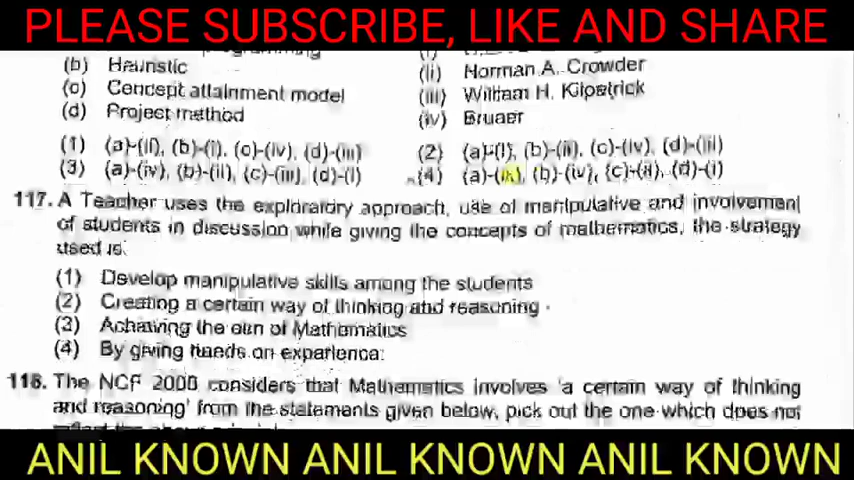 PLEASE SUBSCRIBE, LIKE AND SHARE
(b) Heuristic (ii) Norman A. Crowder
(c) Concept attainment model (iii) William H. Kilpatrick
(d) Project method (iv) Bruner
(1) (a)-(ii), (b)-(i), (c)-(iv), (d)-(iii) (2) (a)-(i), (b)-(ii), (c)-(iv), (d)-(iii)
(3) (a)-(iv), (b)-(ii), (c)-(iii), (d)-(i) (4) (b)-(iv), (c)-(ii), (d)-(i)
117. A Teacher uses the exploratory approach, use of manipulative and involvement
of students in discussion while giving the concepts of mathematics, the strategy
used is:
(1) Develop manipulative skills among the students
(2) Creating a certain way of thinking and reasoning
(3) Achieving the aim of Mathematics
(4) By giving hands on experience:
118. The NCF considers that Mathematics involves 'a certain way of thinking
and reasoning' from the statements given below, pick out the one which does not
ANIL KNOWN ANIL KNOWN ANIL KNOWN